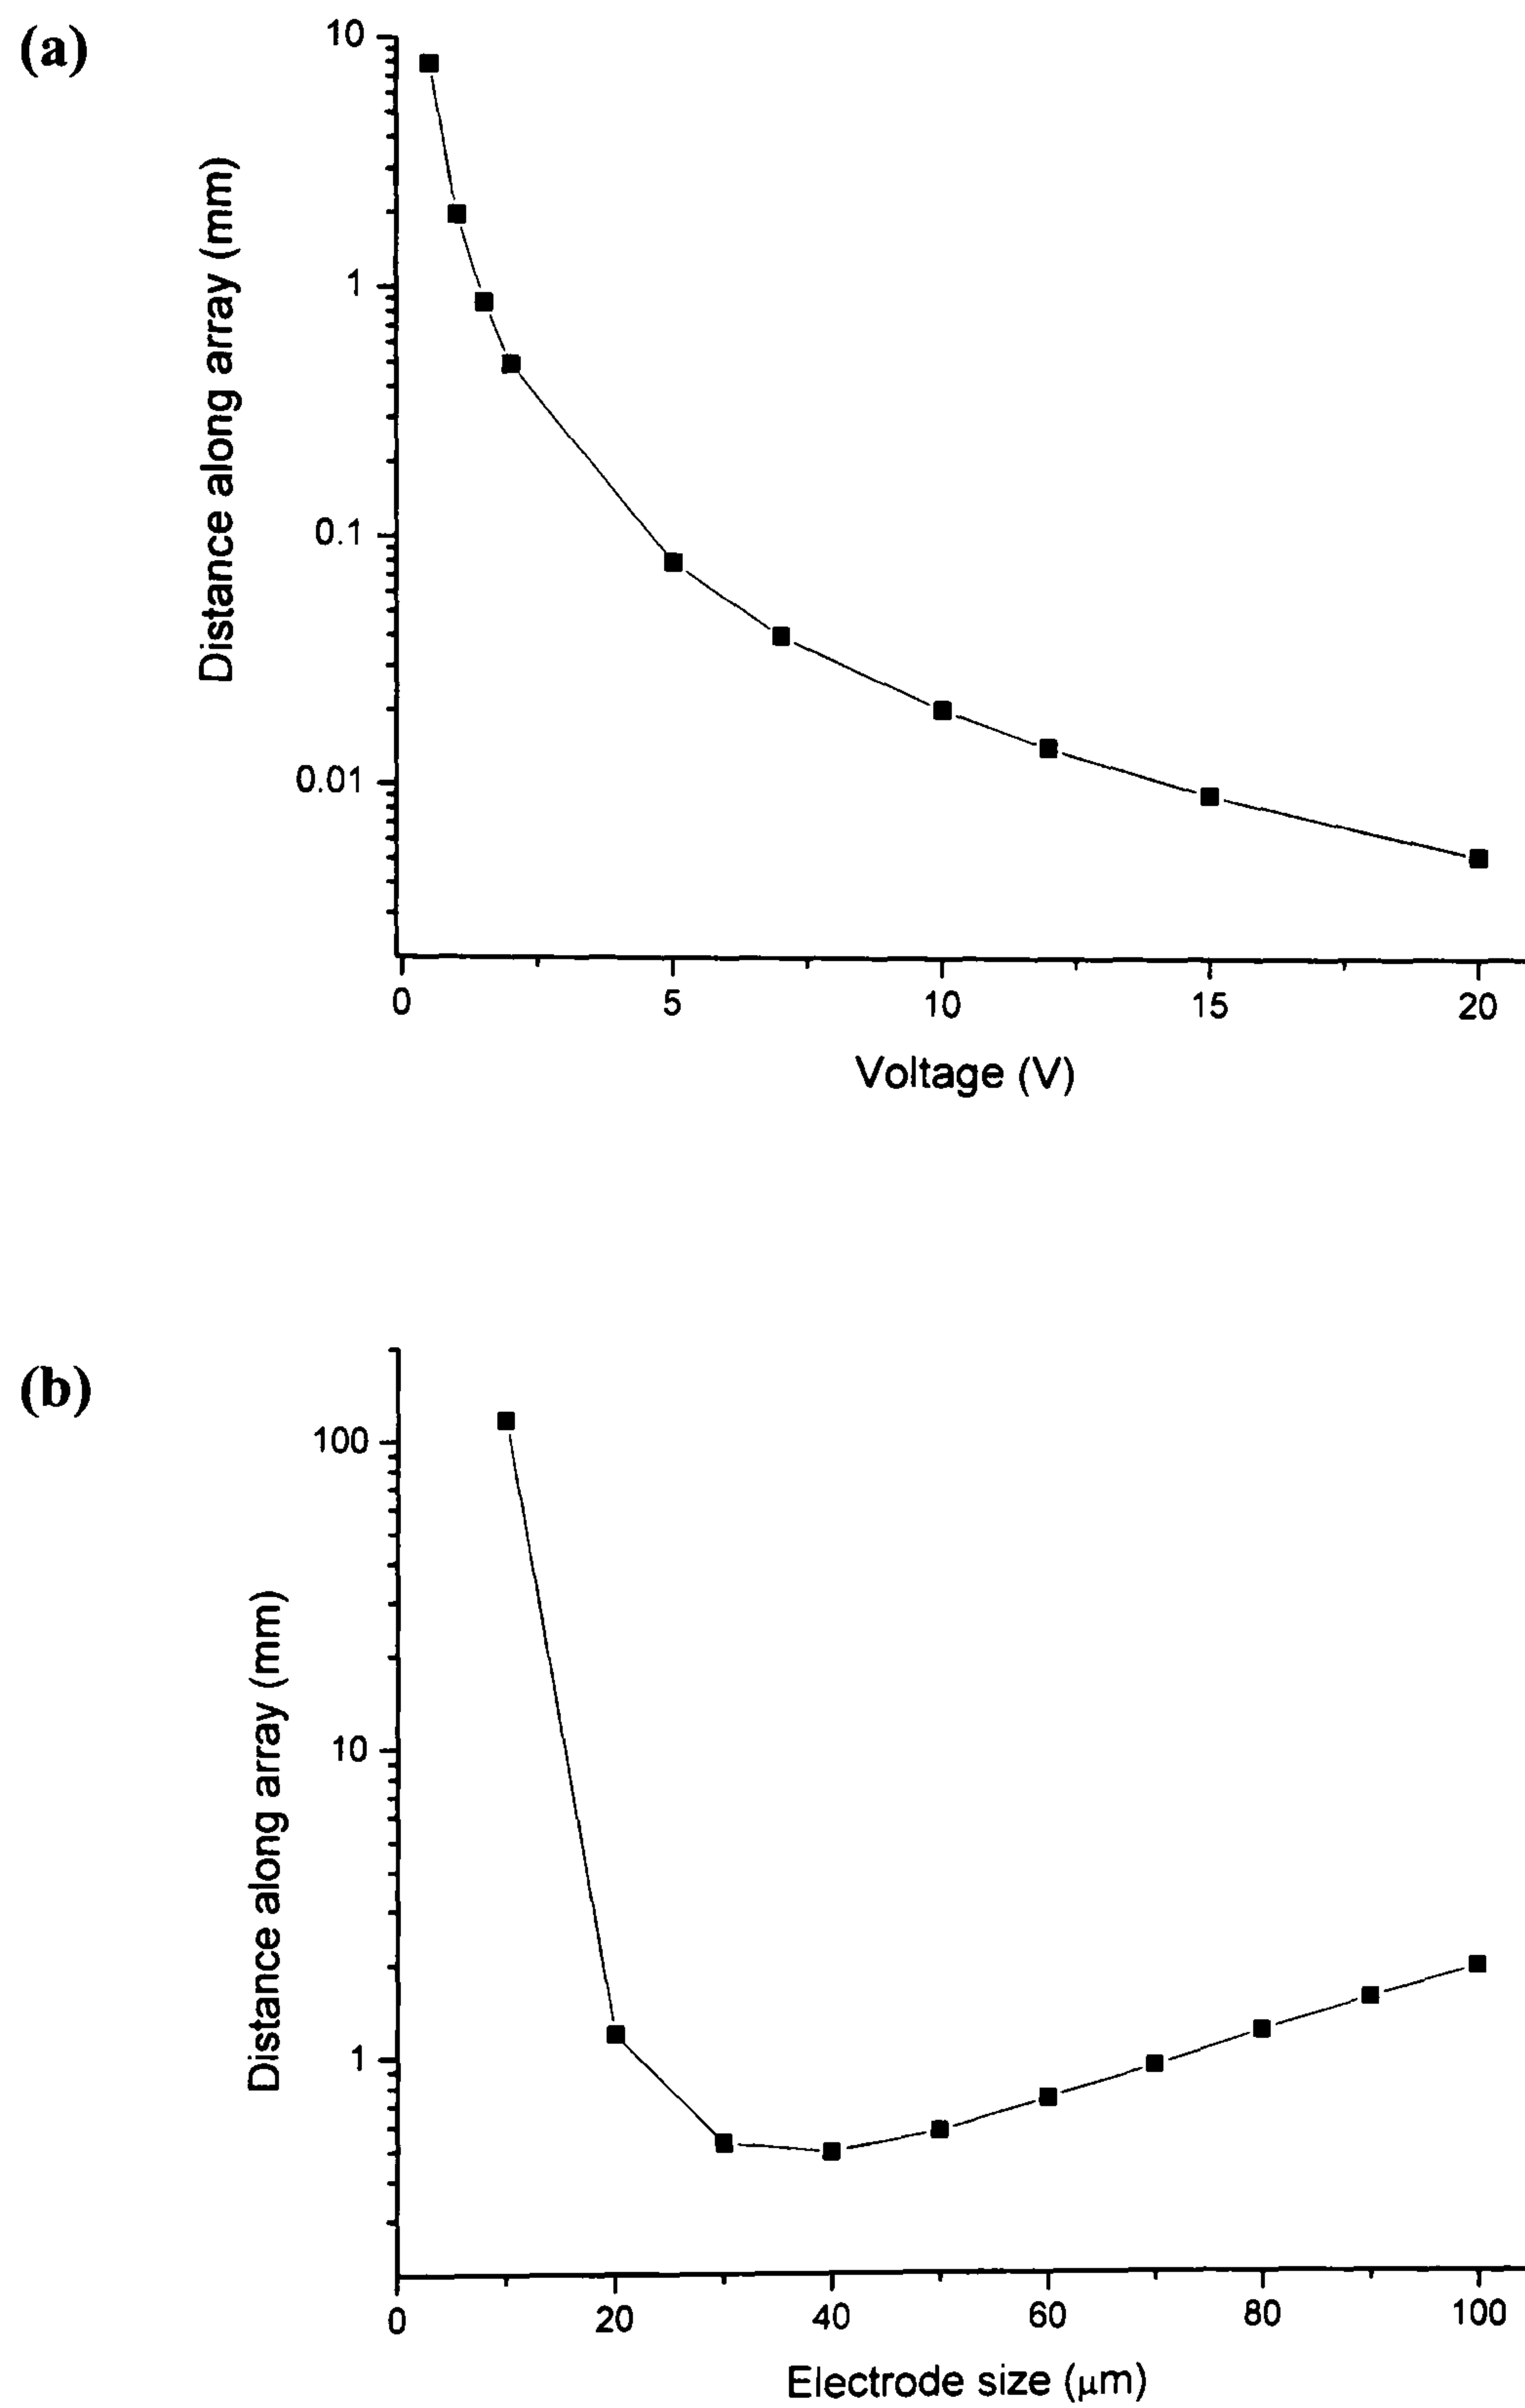 (a)
Distance along array (mm)
10
1
0.1
0.01
0 5 10 15 20
Voltage (V)
(b)
Distance along array (mm)
100
10
1
0 20 40 60 80 100
Electrode size (μm)